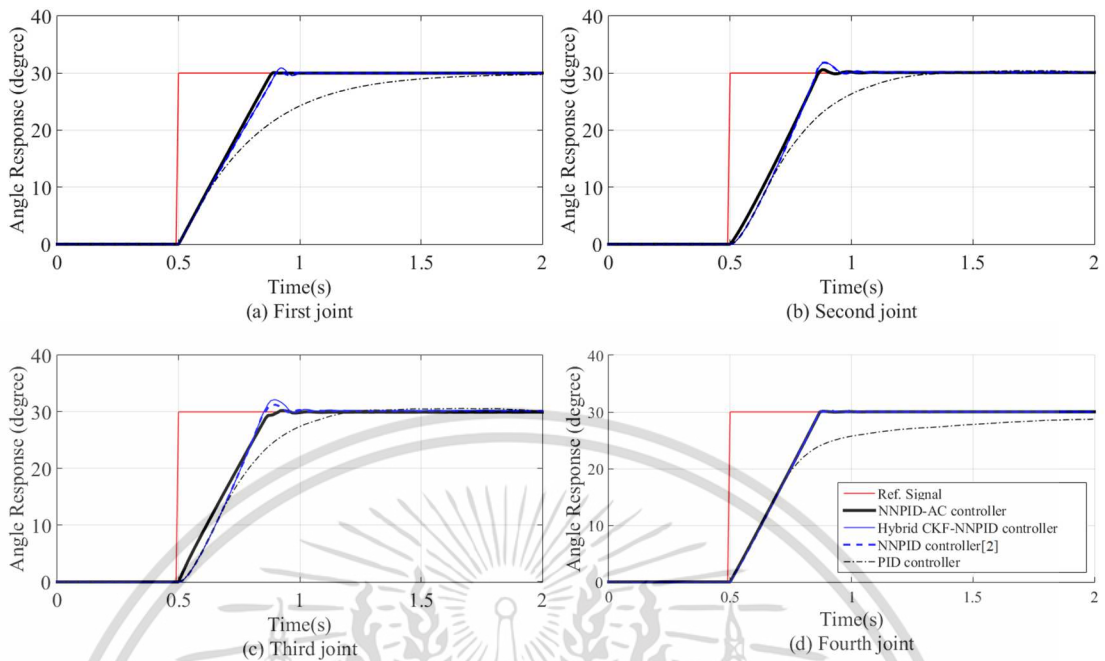 Angle Response (degree)
40
30
20
10
0
0
0.5
1
1.5
2
Time(s)
(a) First joint
Angle Response (degree)
40
30
20
10
0
0
0.5
1
1.5
2
Time(s)
(b) Second joint
Angle Response (degree)
40
30
20
10
0
0
0.5
1
1.5
2
Time(s)
(c) Third joint
Angle Response (degree)
40
30
20
10
0
0
0.5
1
1.5
2
Time(s)
(d) Fourth joint
Ref. Signal
NNPID-AC controller
Hybrid CKF-NNPID controller
NNPID controller[2]
PID controller